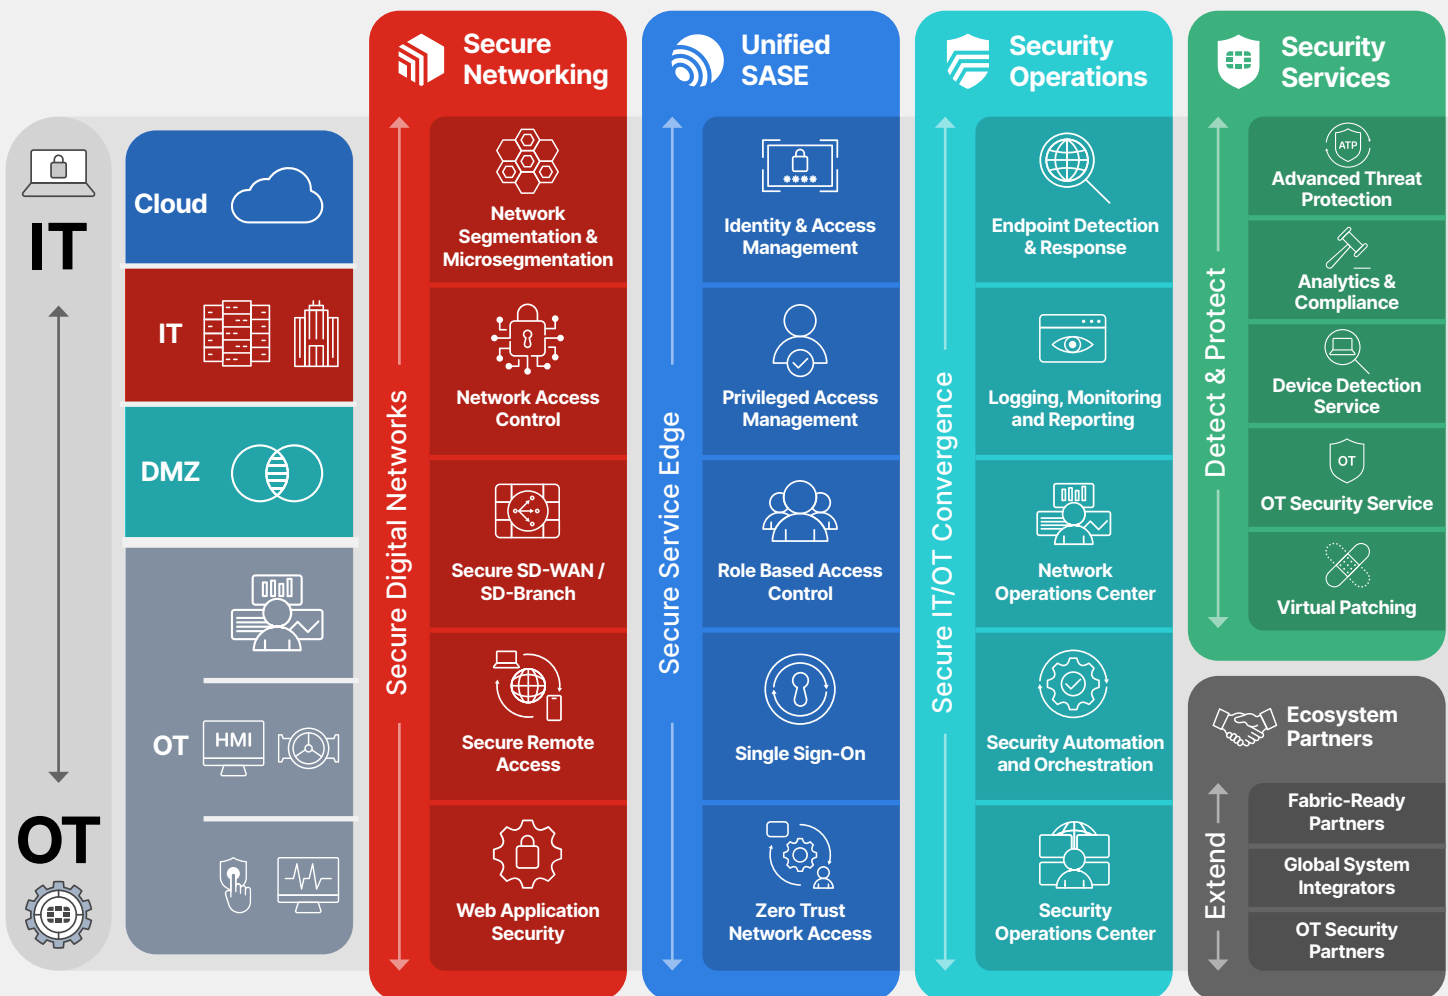 IT
OT
Cloud
IT
DMZ
OT
HMI
Secure
Networking
Secure Digital Networks
Network
Segmentation &
Microsegmentation
Network Access
Control
Secure SD-WAN /
SD-Branch
Secure Remote
Access
Web Application
Security
Unified
SASE
Secure Service Edge
Identity & Access
Management
****
Privileged Access
Management
Role Based Access
Control
Single Sign-On
Zero Trust
Network Access
Security
Operations
Secure IT/OT Convergence
Endpoint Detection
& Response
Logging, Monitoring
and Reporting
Network
Operations Center
Security Automation
and Orchestration
Security
Operations Center
Security
Services
Detect & Protect
ATP
Advanced Threat
Protection
Analytics &
Compliance
Device Detection
Service
OT
OT Security Service
Virtual Patching
Ecosystem
Partners
Extend
Fabric-Ready
Partners
Global System
Integrators
OT Security
Partners